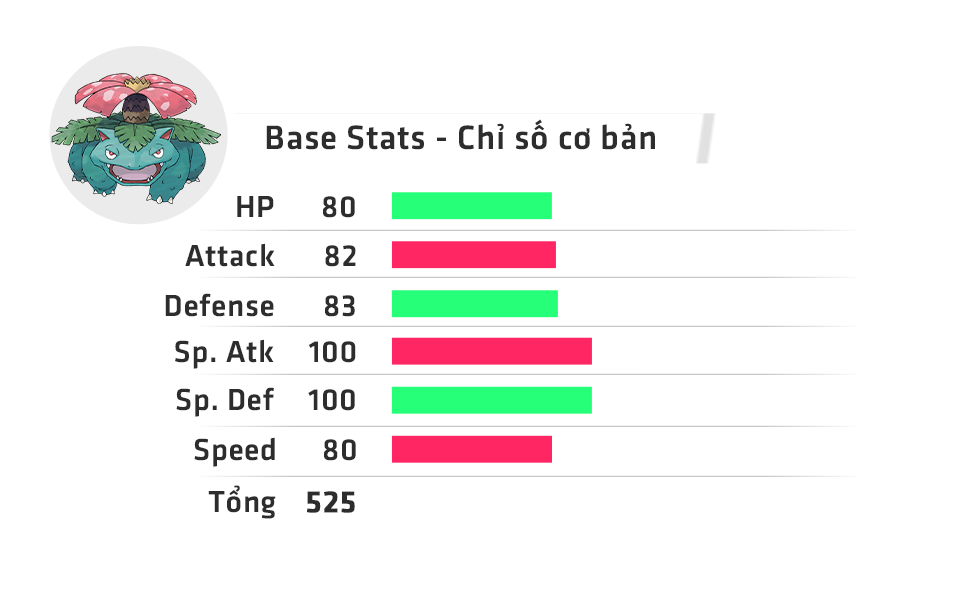 Base Stats - Chỉ số cơ bản
HP 80
Attack 82
Defense 83
Sp. Atk 100
Sp. Def 100
Speed 80
Tổng 525